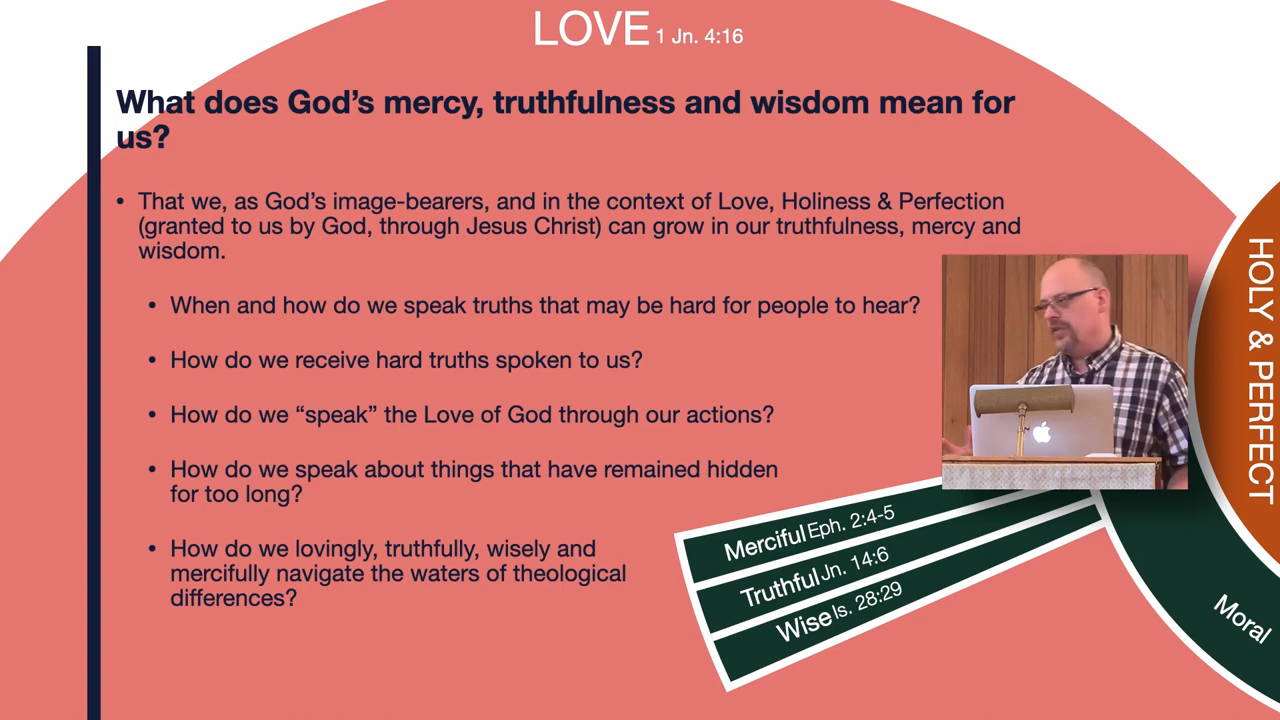 LOVE 1 Jn. 4:16
What does God's mercy, truthfulness and wisdom mean for
us?
• That we, as God's image-bearers, and in the context of Love, Holiness & Perfection
(granted to us by God, through Jesus Christ) can grow in our truthfulness, mercy and
wisdom.
• When and how do we speak truths that may be hard for people to hear?
• How do we receive hard truths spoken to us?
• How do we “speak” the Love of God through our actions?
• How do we speak about things that have remained hidden
for too long?
• How do we lovingly, truthfully, wisely and
mercifully navigate the waters of theological
differences?
Merciful Eph. 2:4-5
Truthful Jn. 14:6
Wise Is. 28:29
HOLY & PERFECT
Moral